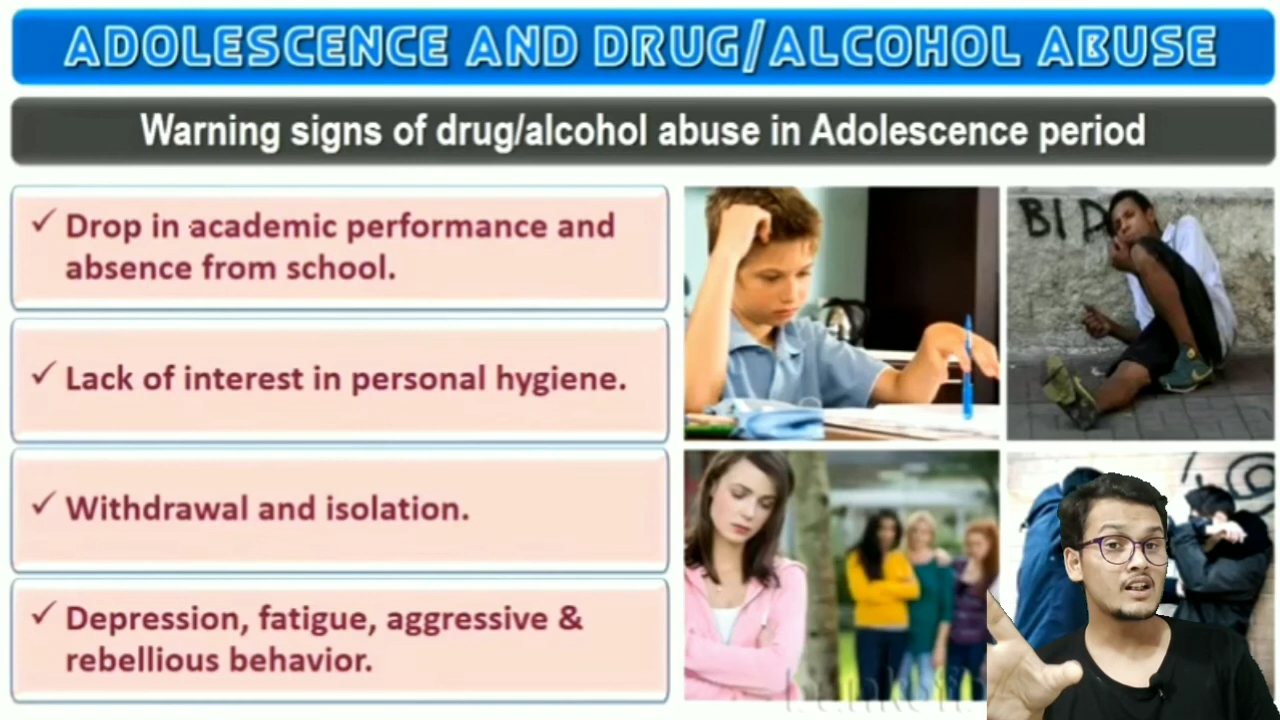 ADOLESCENCE AND DRUG/ALCOHOL ABUSE
Warning signs of drug/alcohol abuse in Adolescence period
✓ Drop in academic performance and
absence from school.
✓ Lack of interest in personal hygiene.
✓ Withdrawal and isolation.
✓ Depression, fatigue, aggressive &
rebellious behavior.